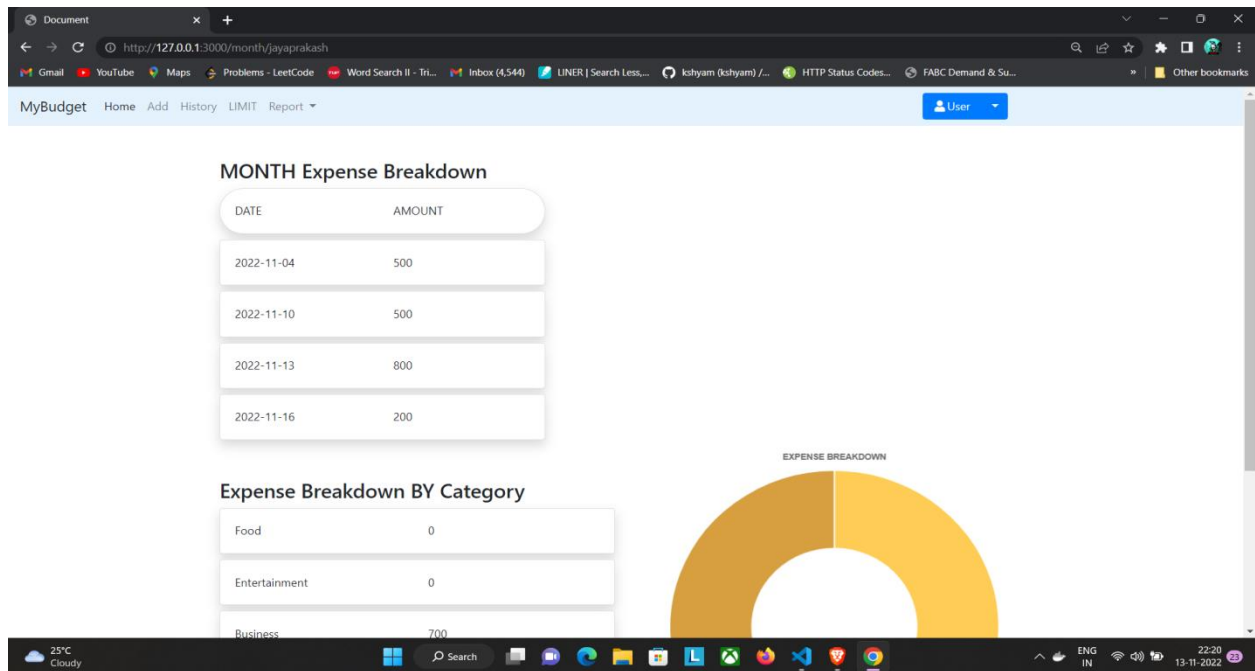 Document
http://127.0.0.1:3000/month/jayaprakash
Gmail YouTube Maps Problems - LeetCode Word Search II - Tri... Inbox (4,544) LINER | Search Less,... kshyam (kshyam) /... HTTP Status Codes... FABC Demand & Su... » Other bookmarks
MyBudget Home Add History LIMIT Report User
MONTH Expense Breakdown
DATE AMOUNT
2022-11-04 500
2022-11-10 500
2022-11-13 800
2022-11-16 200
EXPENSE BREAKDOWN
Expense Breakdown BY Category
Food 0
Entertainment 0
Business 700
25°C
Cloudy
Search
L
ENG
IN
22:20
13-11-2022
23